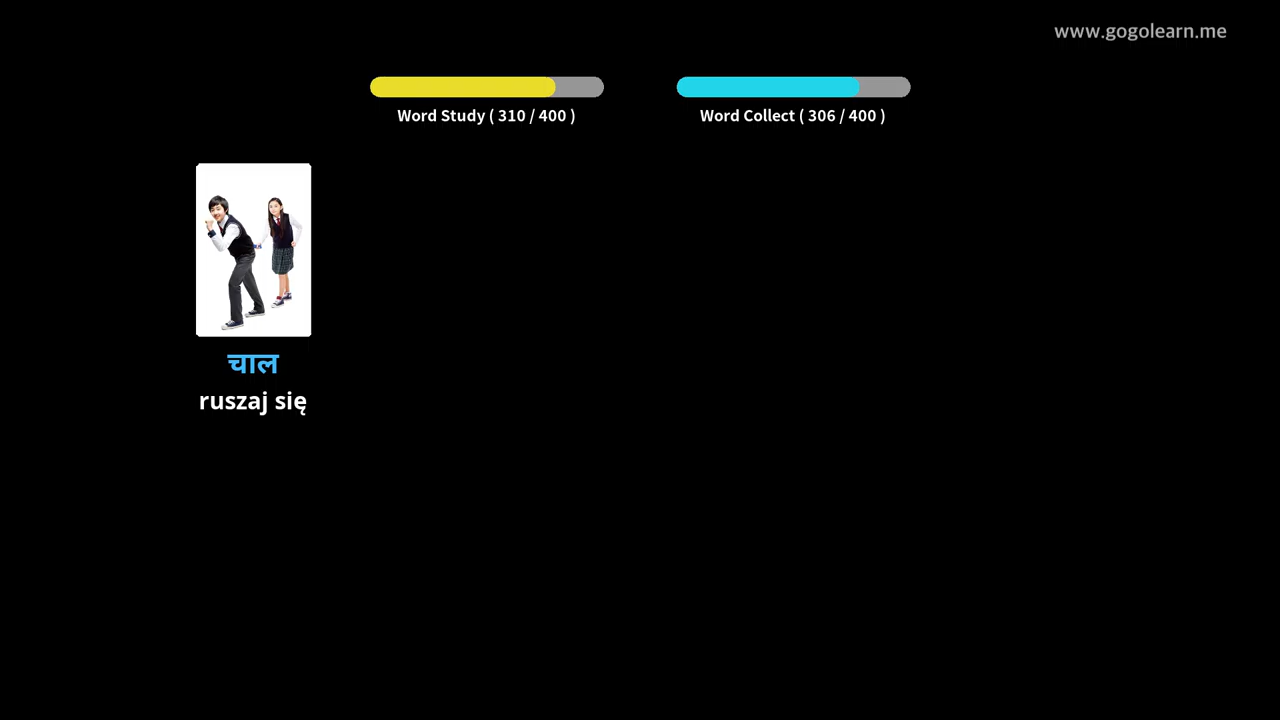 www.gogolearn.me
Word Study ( 310 / 400 )
Word Collect ( 306 / 400 )
चाल
ruszaj się